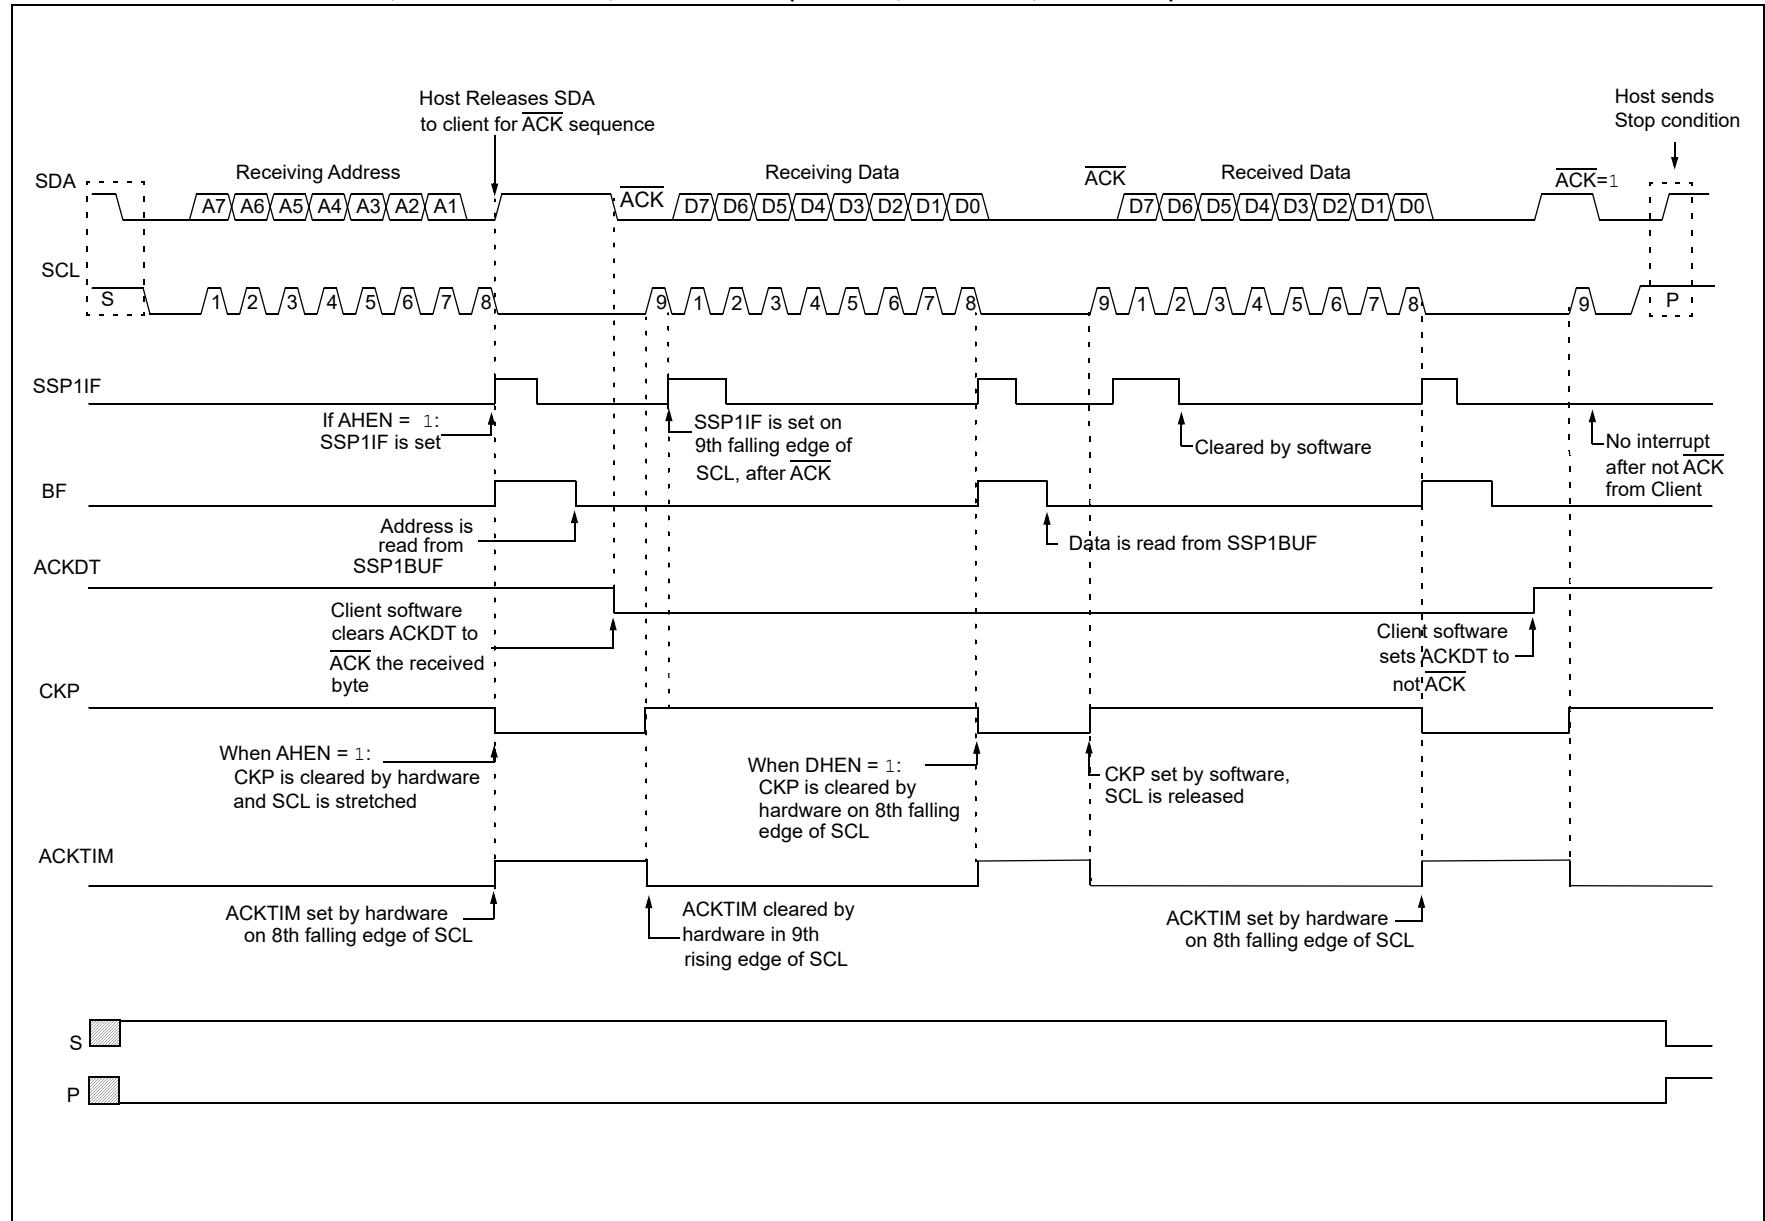 Host Releases SDA
to client for ACK sequence
Host sends
Stop condition
SDA
Receiving Address
Receiving Data
ACK
Received Data
ACK=1
A7 A6 A5 A4 A3 A2 A1
ACK
D7 D6 D5 D4 D3 D2 D1 D0
D7 D6 D5 D4 D3 D2 D1 D0
SCL
S
1 2 3 4 5 6 7 8
9
1 2 3 4 5 6 7 8
9
1 2 3 4 5 6 7 8
9
P
SSP1IF
If AHEN = 1:
SSP1IF is set
SSP1IF is set on
9th falling edge of
SCL, after ACK
Cleared by software
No interrupt
after not ACK
from Client
BF
Address is
read from
SSP1BUF
Data is read from SSP1BUF
ACKDT
Client software
clears ACKDT to
ACK the received
byte
Client software
sets ACKDT to
not ACK
CKP
When AHEN = 1:
CKP is cleared by hardware
and SCL is stretched
When DHEN = 1:
CKP is cleared by
hardware on 8th falling
edge of SCL
CKP set by software,
SCL is released
ACKTIM
ACKTIM set by hardware
on 8th falling edge of SCL
ACKTIM cleared by
hardware in 9th
rising edge of SCL
ACKTIM set by hardware
on 8th falling edge of SCL
S
P